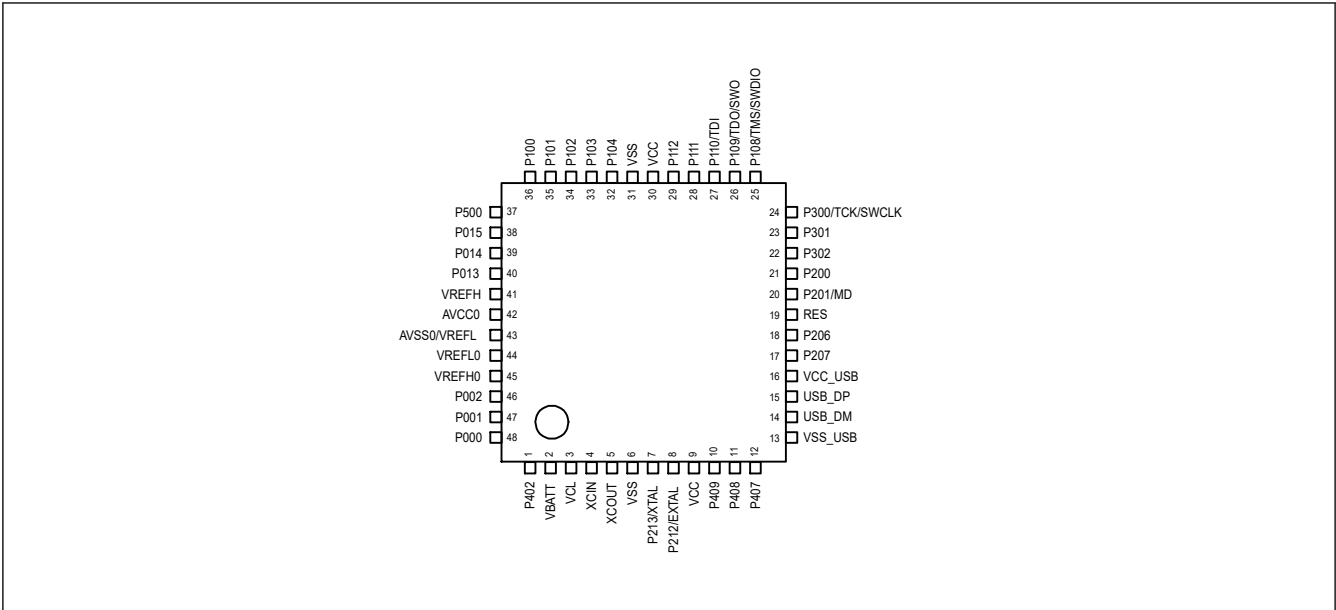 P100
P101
P102
P103
P104
VSS
VCC
P112
P111
P110/TDI
P109/TDO/SWO
P108/TMS/SWDIO
36
35
34
33
32
31
30
29
28
27
26
25
P500 37
P015 38
P014 39
P013 40
VREFH 41
AVCC0 42
AVSS0/VREFL 43
VREFL0 44
VREFH0 45
P002 46
P001 47
P000 48
24 P300/TCK/SWCLK
23 P301
22 P302
21 P200
20 P201/MD
19 RES
18 P206
17 P207
16 VCC_USB
15 USB_DP
14 USB_DM
13 VSS_USB
1
2
3
4
5
6
7
8
9
10
11
12
P402
VBATT
VCL
XCIN
XCOUT
VSS
P213/XTAL
P212/EXTAL
VCC
P409
P408
P407